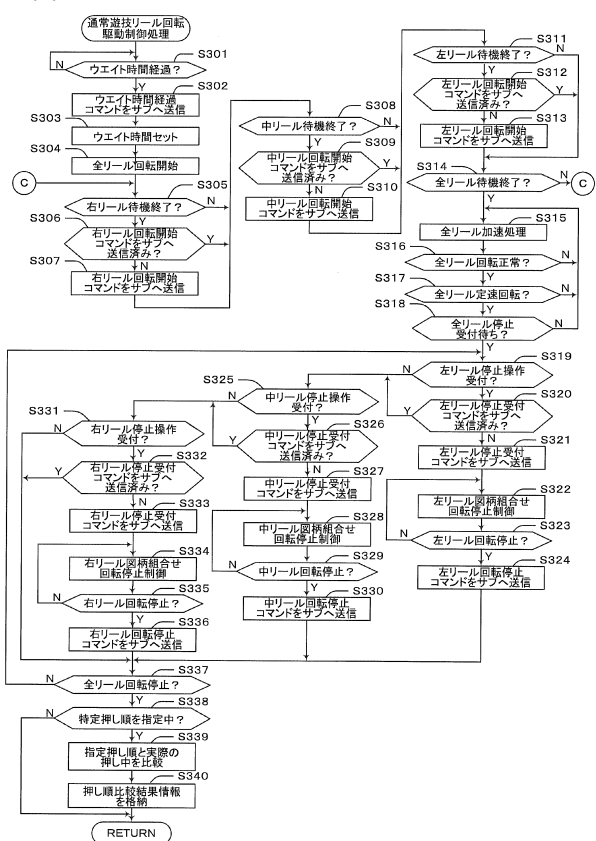 通常遊技リール回転
駆動制御処理
S301
ウエイト時間経過？
N
Y
S302
ウエイト時間経過
コマンドをサブへ送信
S303
ウエイト時間セット
S304
全リール回転開始
C
S305
右リール待機終了？
N
Y
S306
右リール回転開始
コマンドをサブへ
送信済み？
Y
N
S307
右リール回転開始
コマンドをサブへ送信
S308
中リール待機終了？
N
Y
S309
中リール回転開始
コマンドをサブへ
送信済み？
Y
N
S310
中リール回転開始
コマンドをサブへ送信
S311
左リール待機終了？
N
Y
S312
左リール回転開始
コマンドをサブへ
送信済み？
Y
N
S313
左リール回転開始
コマンドをサブへ送信
S314
全リール待機終了？
N
C
Y
S315
全リール加速処理
S316
全リール回転正常？
N
Y
S317
全リール定速回転？
N
Y
S318
全リール停止
受付待ち？
N
Y
S319
左リール停止操作
受付？
N
Y
S320
左リール停止受付
コマンドをサブへ
送信済み？
Y
N
S321
左リール停止受付
コマンドをサブへ送信
S322
左リール図柄組合せ
回転停止制御
S323
左リール回転停止？
N
Y
S324
左リール回転停止
コマンドをサブへ送信
S325
中リール停止操作
受付？
N
Y
S326
中リール停止受付
コマンドをサブへ
送信済み？
Y
N
S327
中リール停止受付
コマンドをサブへ送信
S328
中リール図柄組合せ
回転停止制御
S329
中リール回転停止？
N
Y
S330
中リール回転停止
コマンドをサブへ送信
S331
右リール停止操作
受付？
N
Y
S332
右リール停止受付
コマンドをサブへ
送信済み？
Y
N
S333
右リール停止受付
コマンドをサブへ送信
S334
右リール図柄組合せ
回転停止制御
S335
右リール回転停止？
N
Y
S336
右リール回転停止
コマンドをサブへ送信
S337
全リール回転停止？
N
Y
S338
特定押し順を指定中？
N
Y
S339
指定押し順と実際の
押し中を比較
S340
押し順比較結果情報
を格納
RETURN